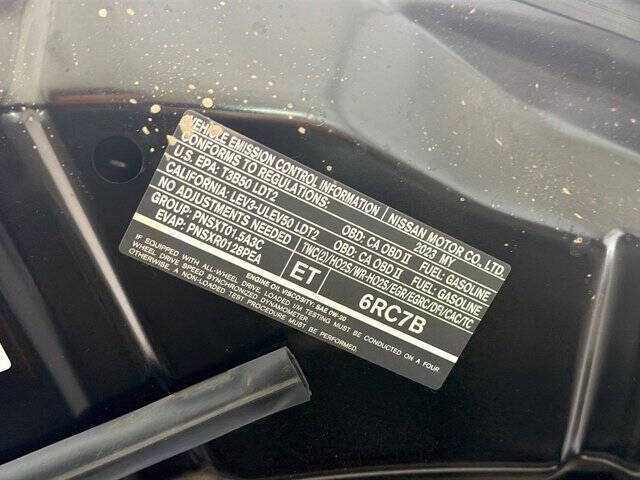 VEHICLE EMISSION CONTROL INFORMATION NISSAN MOTOR CO., LTD.
CONFORMS TO REGULATIONS: 2023 MY
U.S. EPA: T3B50 LDT2 OBD: CA OBD II FUEL: GASOLINE
CALIFORNIA: LEV3-ULEV50 LDT2 OBD: CA OBD II FUEL: GASOLINE
NO ADJUSTMENTS NEEDED TWC(2)/HO2S/WR-HO2S/EGR/EGRC/DFI/CAC/TC
GROUP: PNSXT01.5A3C
EVAP: PNSXR0128PEA
ET
6RC7B
ENGINE OIL VISCOSITY: SAE 0W-20
IF EQUIPPED WITH ALL-WHEEL DRIVE, LOADED I/M TESTING MUST BE CONDUCTED ON A FOUR
WHEEL DRIVE SPEED SYNCHRONIZED DYNAMOMETER. OTHERWISE, A NON-LOADED
TEST PROCEDURE MUST BE PERFORMED.